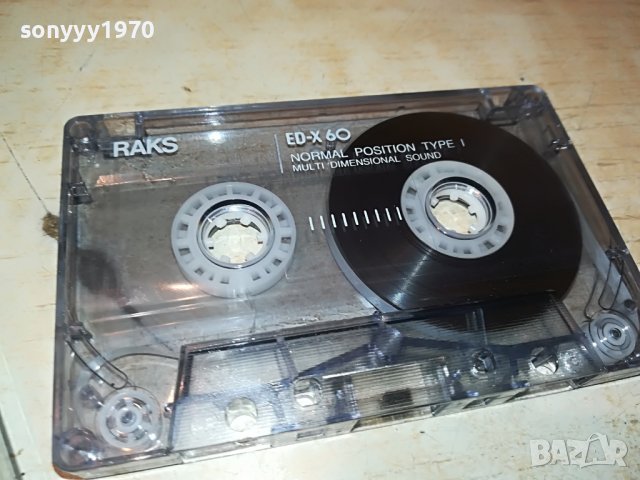 sonyyy1970
RAKS
ED-X 60
NORMAL POSITION TYPE I
MULTI DIMENSIONAL SOUND
BAZAR